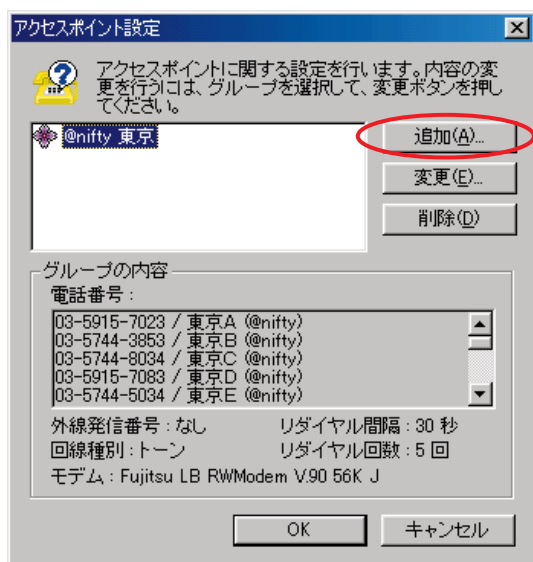 アクセスポイント設定
アクセスポイントに関する設定を行います。内容の変
更を行うには、グループを選択して、変更ボタンを押し
てください。
@nifty 東京
追加(A)...
変更(E)...
削除(D)
グループの内容
電話番号:
03-5915-7023 / 東京A (@nifty)
03-5744-3853 / 東京B (@nifty)
03-5744-8034 / 東京C (@nifty)
03-5915-7083 / 東京D (@nifty)
03-5744-5034 / 東京E (@nifty)
外線発信番号:なし リダイヤル間隔:30 秒
回線種別:トーン リダイヤル回数:5 回
モデム:Fujitsu LB RWModem V.90 56K J
OK キャンセル